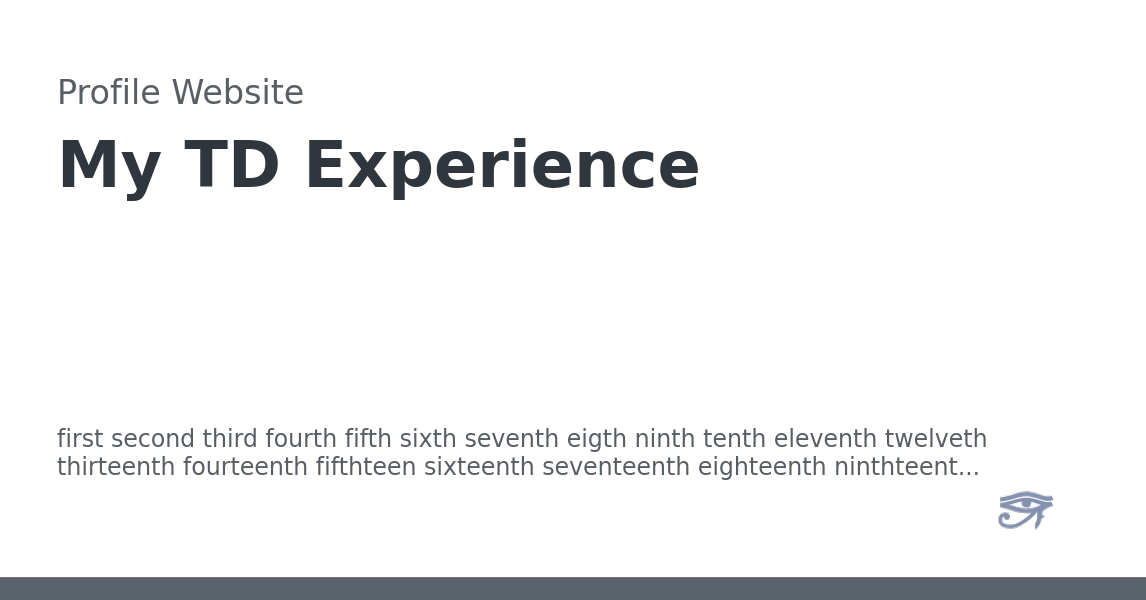 Profile Website
My TD Experience
first second third fourth fifth sixth seventh eigth ninth tenth eleventh twelveth
thirteenth fourteenth fifthteen sixteenth seventeenth eighteenth ninthteent...